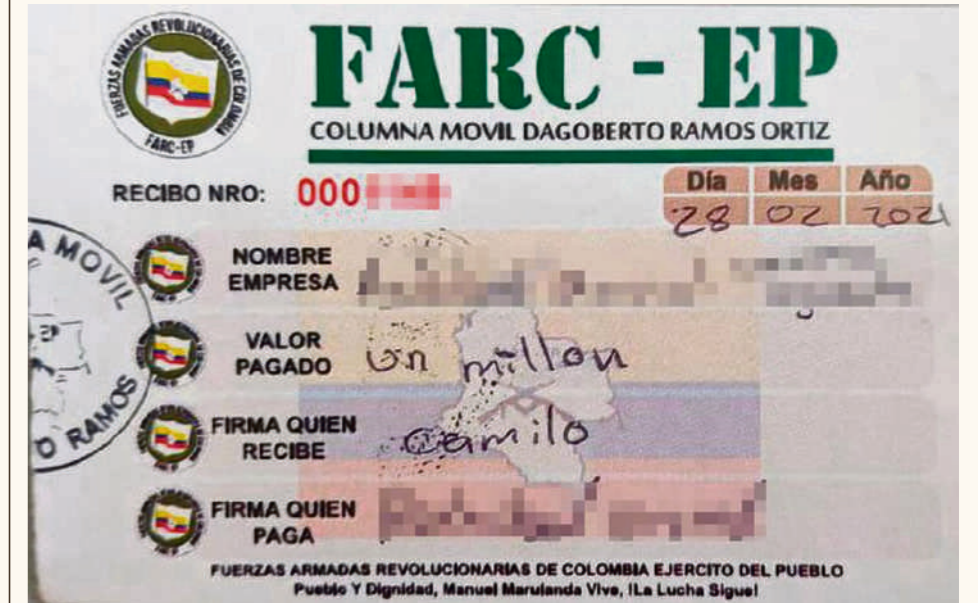 FUERZAS ARMADAS REVOLUCIONARIAS DE COLOMBIA
FARC-EP
FARC - EP
COLUMNA MOVIL DAGOBERTO RAMOS ORTIZ
RECIBO NRO: 000
Día Mes Año
28 02 2021
A MOVIL
O RAMOS
NOMBRE
EMPRESA
VALOR
PAGADO un millon
FIRMA QUIEN
RECIBE Camilo
FIRMA QUIEN
PAGA
FUERZAS ARMADAS REVOLUCIONARIAS DE COLOMBIA EJERCITO DEL PUEBLO
Pueblo Y Dignidad, Manuel Marulanda Vive, !La Lucha Sigue!